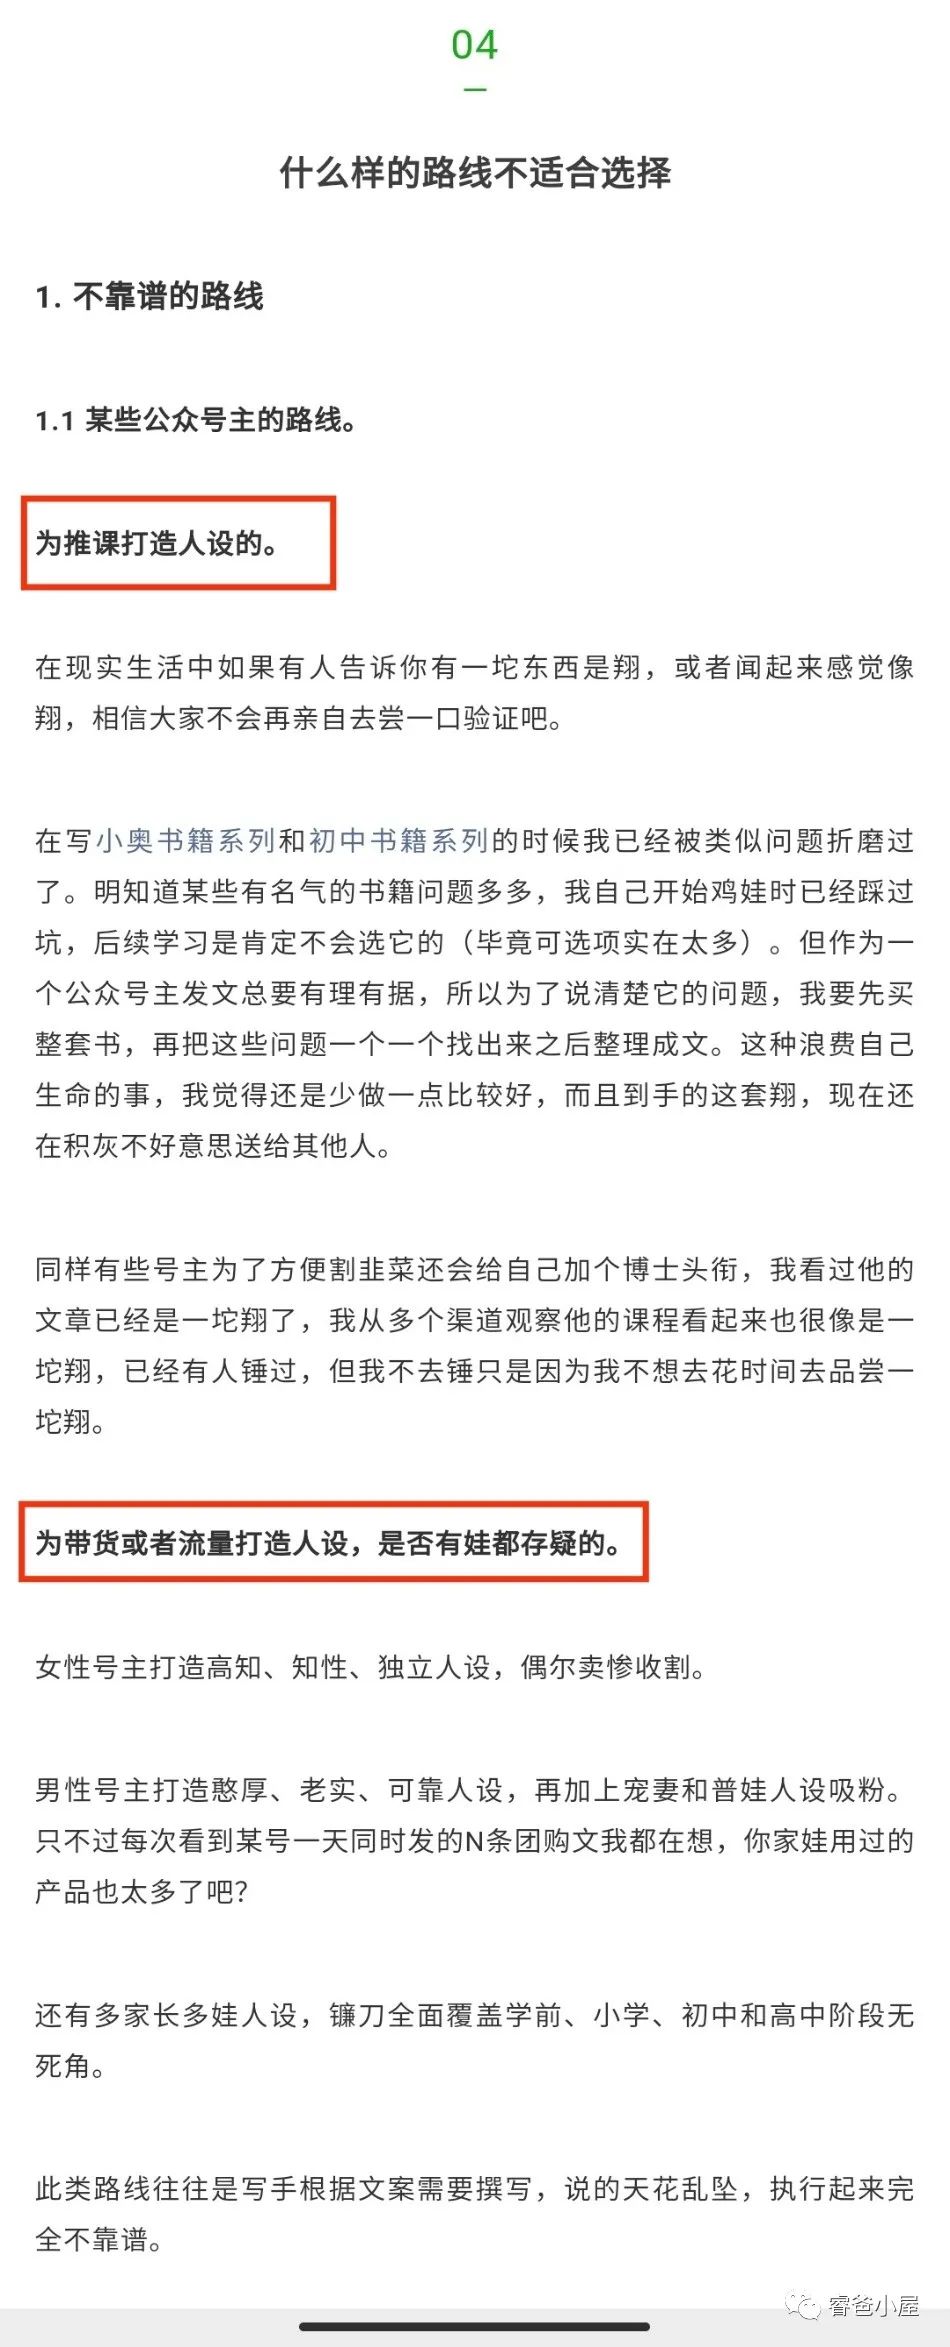 04
什么样的路线不适合选择
1. 不靠谱的路线
1.1 某些公众号主的路线。
为推课打造人设的。
在现实生活中如果有人告诉你有一坨东西是翔，或者闻起来感觉像
翔，相信大家不会再亲自去尝一口验证吧。
在写小奥书籍系列和初中书籍系列的时候我已经被类似问题折磨过
了。明知道某些有名气的书籍问题多多，我自己开始鸡娃时已经踩过
坑，后续学习是肯定不会选它的（毕竟可选项实在太多）。但作为一
个公众号主发文总要有理有据，所以为了说清楚它的问题，我要先买
整套书，再把这些问题一个一个找出来之后整理成文。这种浪费自己
生命的事，我觉得还是少做一点比较好，而且到手的这套翔，现在还
在积灰不好意思送给其他人。
同样有些号主为了方便割韭菜还会给自己加个博士头衔，我看过他的
文章已经是一坨翔了，我从多个渠道观察他的课程看起来也很像是一
坨翔，已经有人锤过，但我不去锤只是因为我不想去花时间去品尝一
坨翔。
为带货或者流量打造人设，是否有娃都存疑的。
女性号主打造高知、知性、独立人设，偶尔卖惨收割。
男性号主打造憨厚、老实、可靠人设，再加上宠妻和普娃人设吸粉。
只不过每次看到某号一天同时发的N条团购文我都在想，你家娃用过的
产品也太多了吧？
还有多家长多娃人设，镰刀全面覆盖学前、小学、初中和高中阶段无
死角。
此类路线往往是写手根据文案需要撰写，说的天花乱坠，执行起来完
全不靠谱。
睿爸小屋